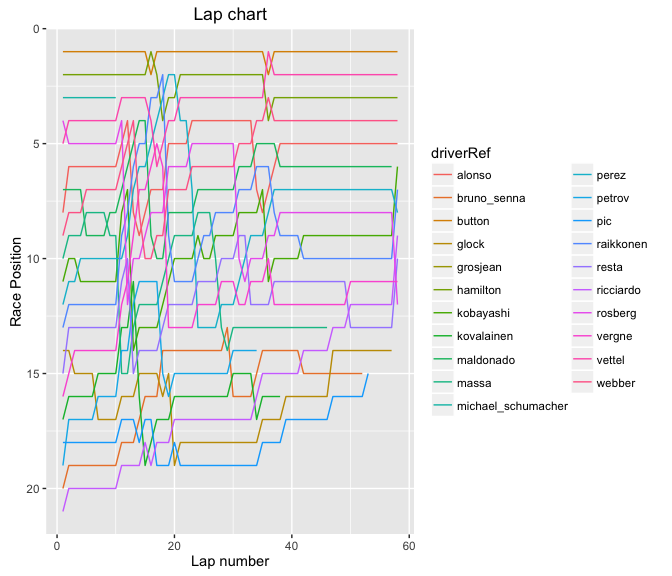 Lap chart
Race Position
0
5
10
15
20
0
20
40
60
Lap number
driverRef
alonso
bruno_senna
button
glock
grosjean
hamilton
kobayashi
kovalainen
maldonado
massa
michael_schumacher
perez
petrov
pic
raikkonen
resta
ricciardo
rosberg
vergne
vettel
webber